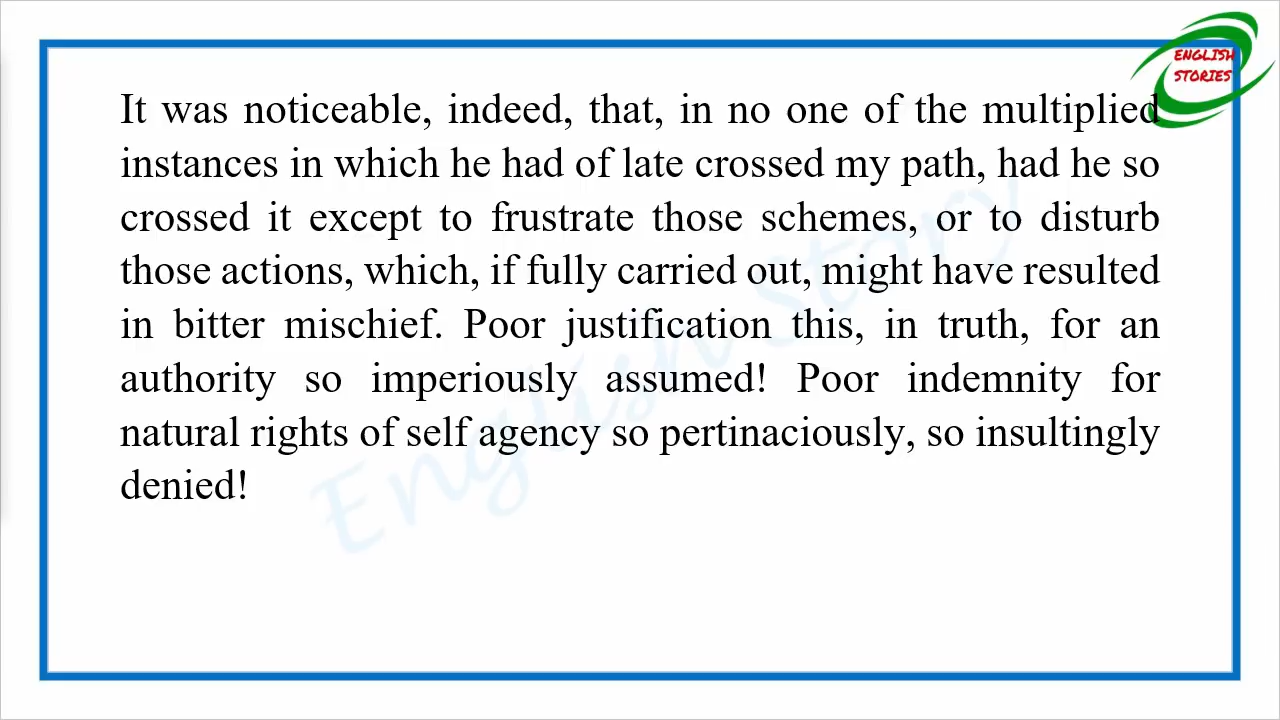 ENGLISH
STORIES
It was noticeable, indeed, that, in no one of the multiplied
instances in which he had of late crossed my path, had he so
crossed it except to frustrate those schemes, or to disturb
those actions, which, if fully carried out, might have resulted
in bitter mischief. Poor justification this, in truth, for an
authority so imperiously assumed! Poor indemnity for
natural rights of self agency so pertinaciously, so insultingly
denied!
English Story